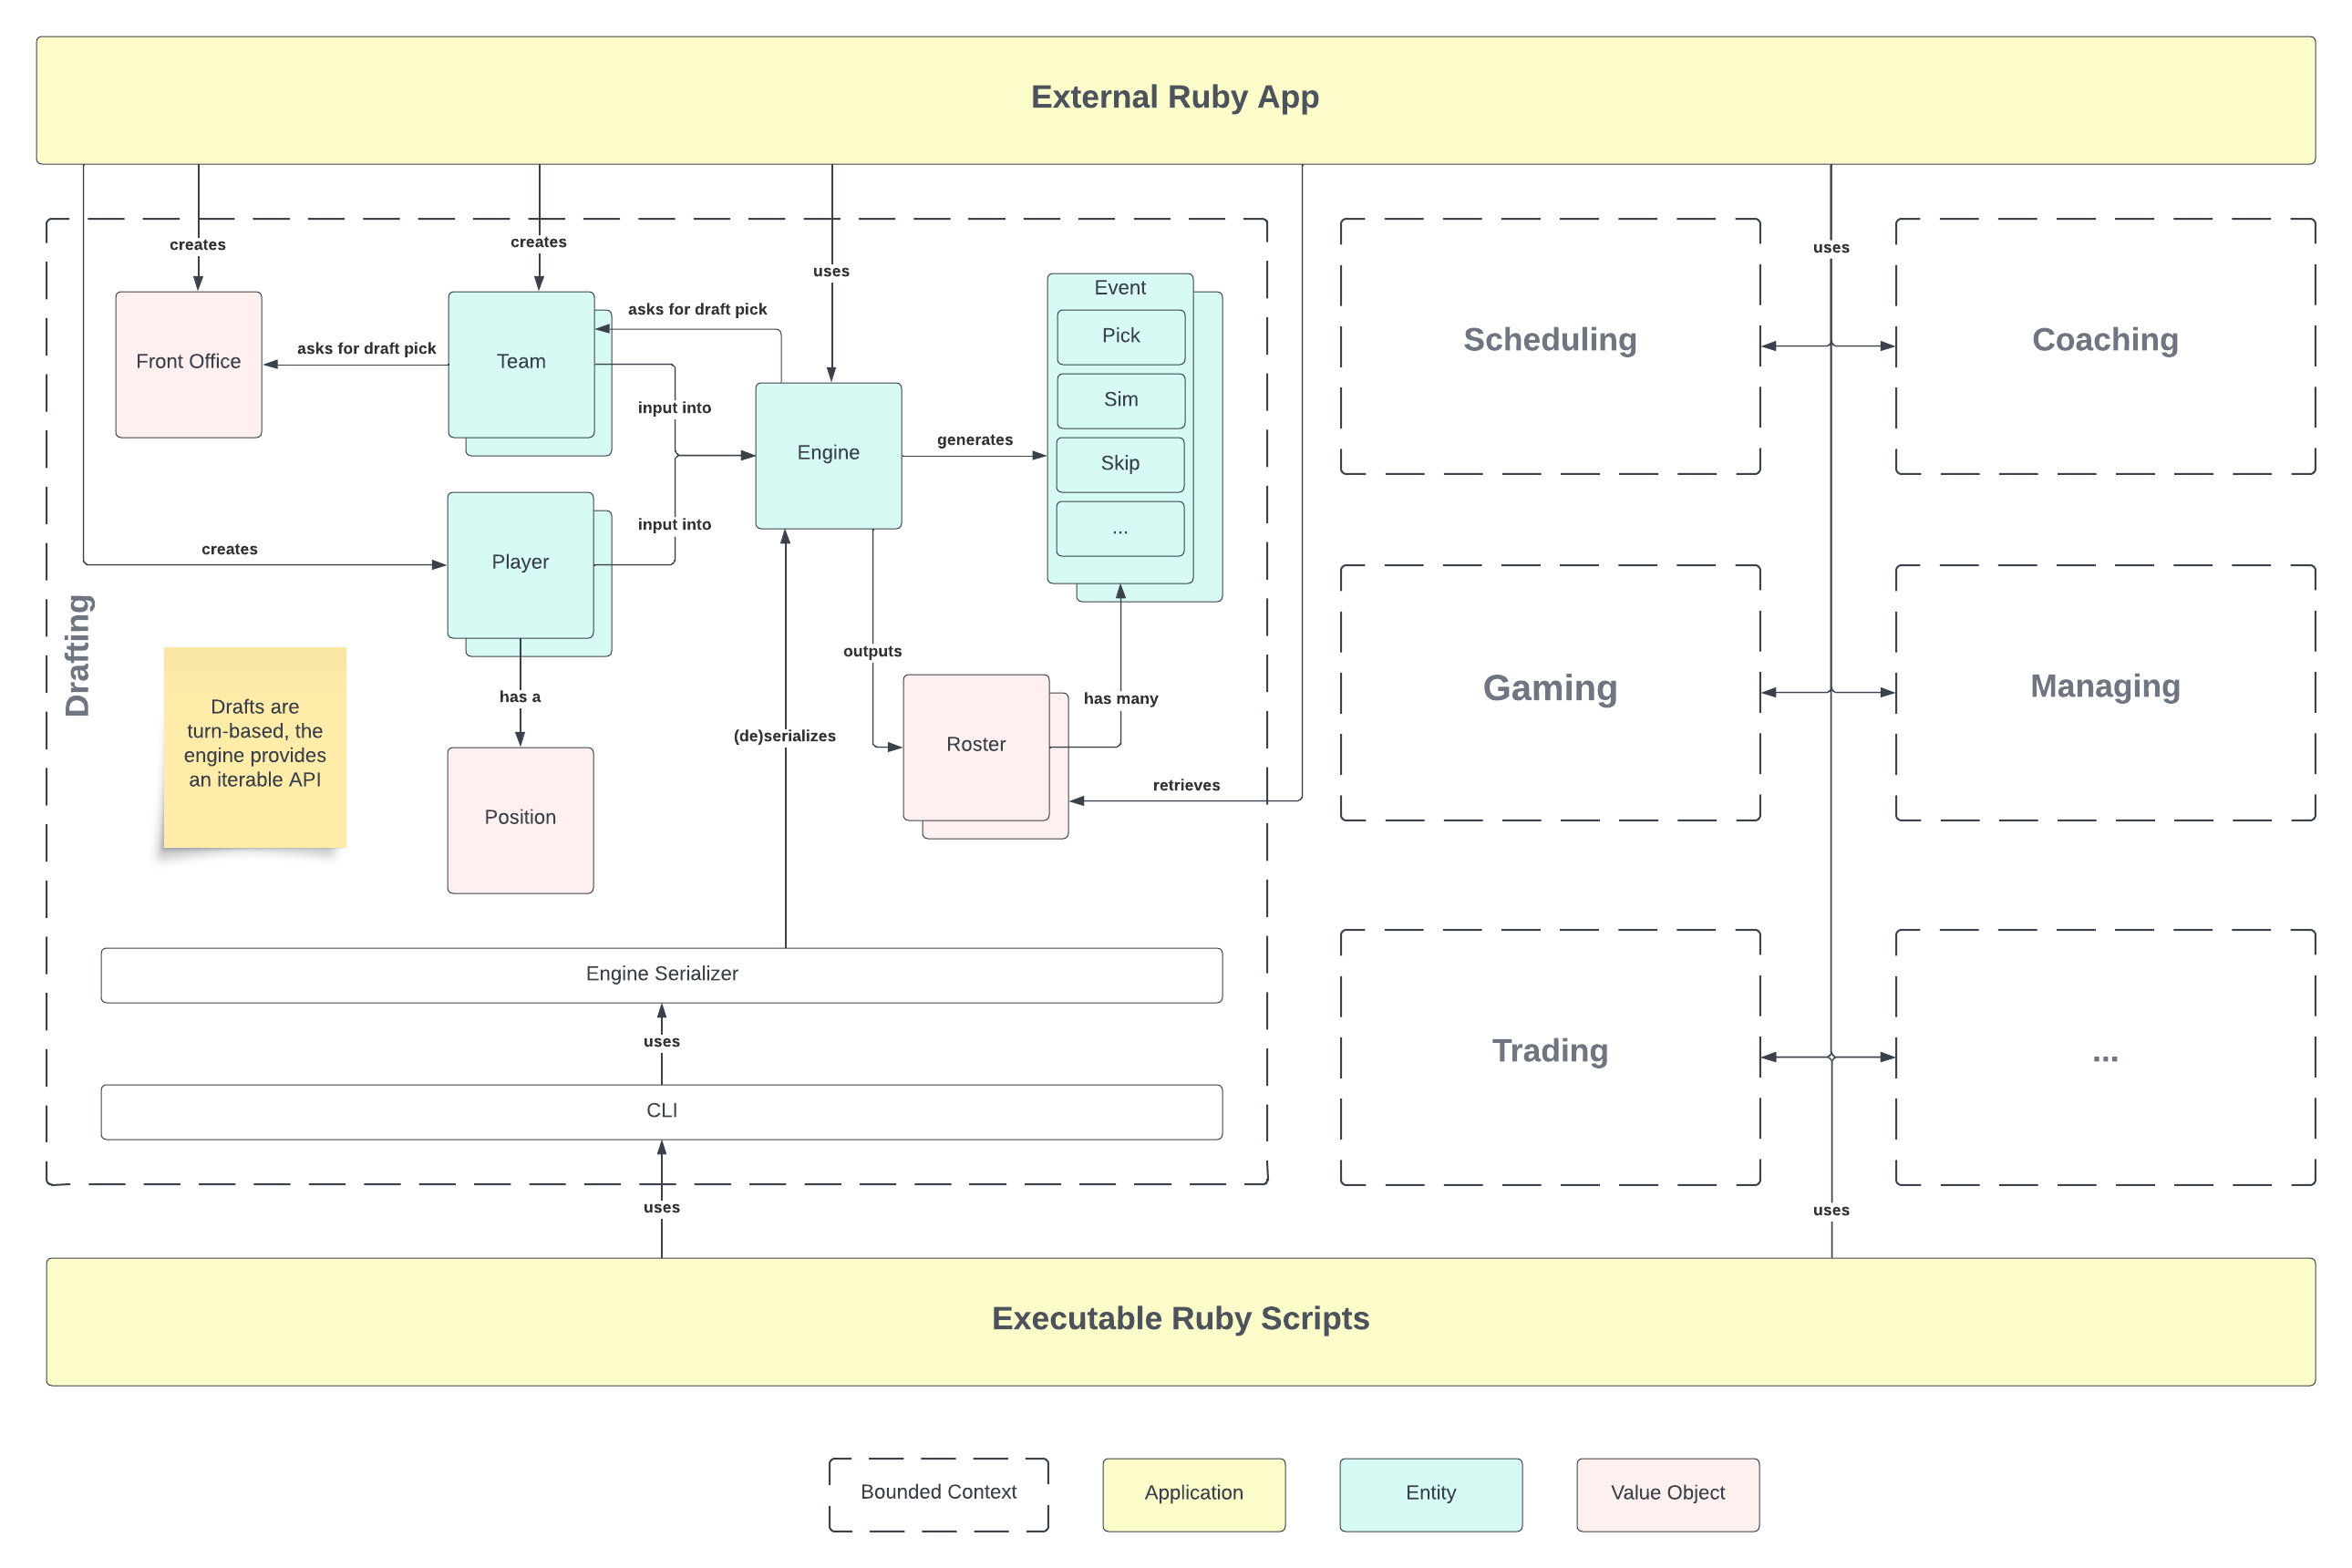 External Ruby App
creates
creates
uses
uses
Event
Pick
Sim
Skip
...
asks for draft pick
asks for draft pick
Front Office
Team
input into
Engine
generates
input into
creates
Player
Drafting
has a
outputs
has many
Roster
(de)serializes
retrieves
Drafts are
turn-based, the
engine provides
an iterable API
Position
Engine Serializer
uses
CLI
uses
Scheduling
Coaching
Gaming
Managing
Trading
...
uses
Executable Ruby Scripts
Bounded Context
Application
Entity
Value Object